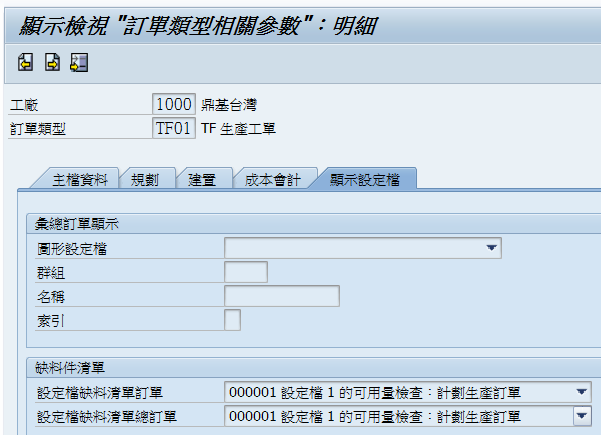 顯示檢視 "訂單類型相關參數"：明細
工廠 1000 鼎基台灣
訂單類型 TF01 TF 生產工單
主檔資料 規劃 建置 成本會計 顯示設定檔
彙總訂單顯示
圖形設定檔
群組
名稱
索引
缺料件清單
設定檔缺料清單訂單 000001 設定檔 1 的可用量檢查：計劃生產訂單
設定檔缺料清單總訂單 000001 設定檔 1 的可用量檢查：計劃生產訂單